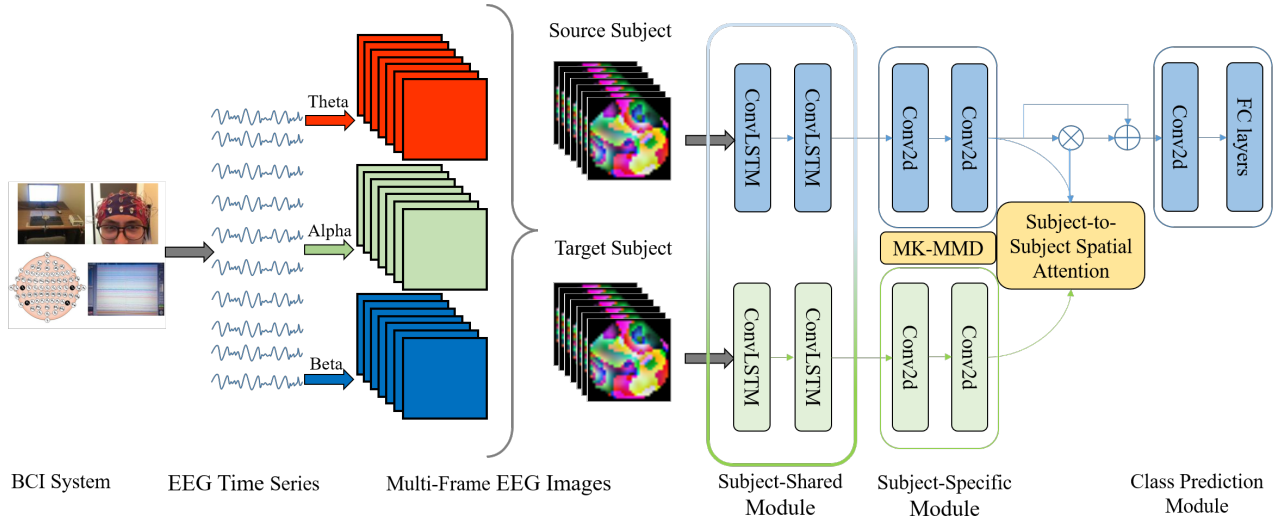 Theta
Alpha
Beta
Source Subject
Target Subject
ConvLSTM
ConvLSTM
Conv2d
Conv2d
Conv2d
FC layers
MK-MMD
Subject-to-
Subject Spatial
Attention
ConvLSTM
ConvLSTM
Conv2d
Conv2d
BCI System
EEG Time Series
Multi-Frame EEG Images
Subject-Shared
Module
Subject-Specific
Module
Class Prediction
Module